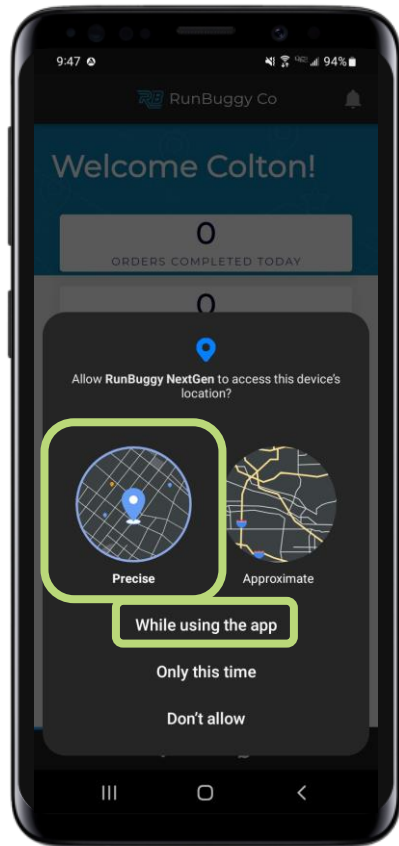 9:47 94%
RunBuggy Co
Welcome Colton!
0
ORDERS COMPLETED TODAY
0
Allow RunBuggy NextGen to access this device's
location?
Precise Approximate
While using the app
Only this time
Don't allow